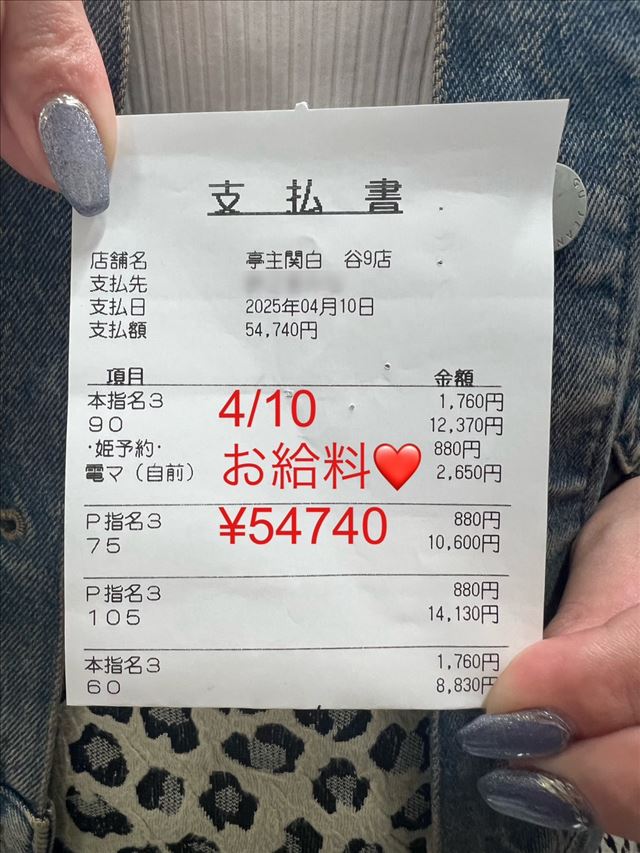 支 払 書
店舗名 亭主関白 谷9店
支払先
支払日 2025年04月10日
支払額 54,740円
項目 金額
本指名3 1,760円
90 12,370円
・姫予約・ 880円
電マ（自前） 2,650円
4/10
お給料❤️
¥54740
P指名3 880円
75 10,600円
P指名3 880円
105 14,130円
本指名3 1,760円
60 8,830円